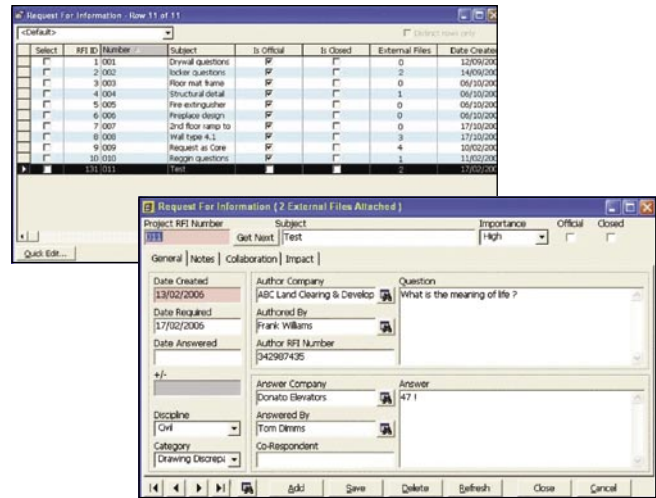 Request For Information - Row 11 of 11
<Default>
Distinct rows only
Select RFI ID Number Subject Is Official Is Closed External Files Date Create
1 001 Drywall questions 0 12/09/200
2 002 locker questions 2 14/09/200
3 003 Floor mat frame 0 06/10/200
4 004 Structural detail 1 06/10/200
5 005 Fire extingusher 0 06/10/200
6 006 Fireplace design 0 06/10/200
7 007 2nd floor ramp to 0 17/10/200
8 008 Wall type 4.1 3 17/10/200
9 009 Request as Core 4 10/02/200
10 010 Reggin questions 1 11/02/200
131 011 Test 2 17/02/200
Quick Edit...
Request For Information ( 2 External Files Attached )
Project RFI Number Subject Importance Official Closed
011 Get Next Test High
General Notes Collaboration Impact
Date Created Author Company Question
13/02/2006 ABC Land Clearing & Develop What is the meaning of life ?
Date Required Authored By
17/02/2006 Frank Williams
Date Answered Author RFI Number
342987435
+/-
Answer Company Answer
Donato Elevators 47 !
Discipline Answered By
Civil Tom Dimms
Category Co-Respondent
Drawing Discrepa
Add Save Delete Refresh Close Cancel